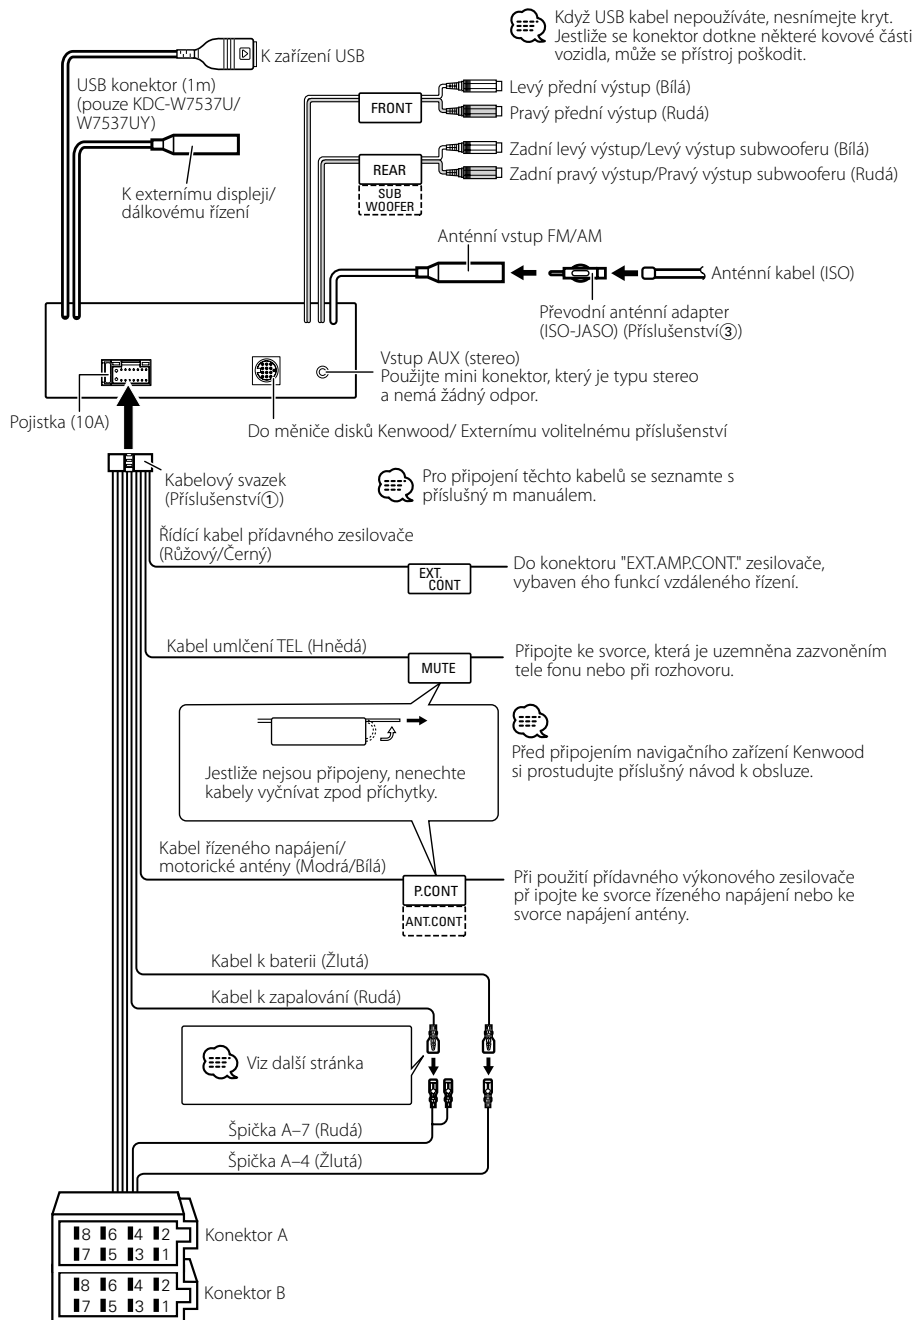 Když USB kabel nepoužíváte, nesnímejte kryt.
Jestliže se konektor dotkne některé kovové části
vozidla, může se přístroj poškodit.
K zařízení USB
USB konektor (1m)
(pouze KDC-W7537U/
W7537UY)
FRONT
Levý přední výstup (Bílá)
Pravý přední výstup (Rudá)
REAR
SUB
WOOFER
Zadní levý výstup/Levý výstup subwooferu (Bílá)
Zadní pravý výstup/Pravý výstup subwooferu (Rudá)
K externímu displeji/
dálkovému řízení
Anténní vstup FM/AM
Anténní kabel (ISO)
Převodní anténní adapter
(ISO-JASO) (Příslušenství③)
Vstup AUX (stereo)
Použijte mini konektor, který je typu stereo
a nemá žádný odpor.
Pojistka (10A)
Do měniče disků Kenwood/ Externímu volitelnému příslušenství
Kabelový svazek
(Příslušenství①)
Pro připojení těchto kabelů se seznamte s
příslušný m manuálem.
Řídící kabel přídavného zesilovače
(Růžový/Černý)
EXT.
CONT
Do konektoru "EXT.AMP.CONT." zesilovače,
vybaven ého funkcí vzdáleného řízení.
Kabel umlčení TEL (Hnědá)
MUTE
Připojte ke svorce, která je uzemněna zazvoněním
tele fonu nebo při rozhovoru.
Jestliže nejsou připojeny, nenechte
kabely vyčnívat zpod příchytky.
Před připojením navigačního zařízení Kenwood
si prostudujte příslušný návod k obsluze.
Kabel řízeného napájení/
motorické antény (Modrá/Bílá)
P.CONT
ANT.CONT
Při použití přídavného výkonového zesilovače
př ipojte ke svorce řízeného napájení nebo ke
svorce napájení antény.
Kabel k baterii (Žlutá)
Kabel k zapalování (Rudá)
Viz další stránka
Špička A–7 (Rudá)
Špička A–4 (Žlutá)
8 6 4 2
7 5 3 1
Konektor A
8 6 4 2
7 5 3 1
Konektor B